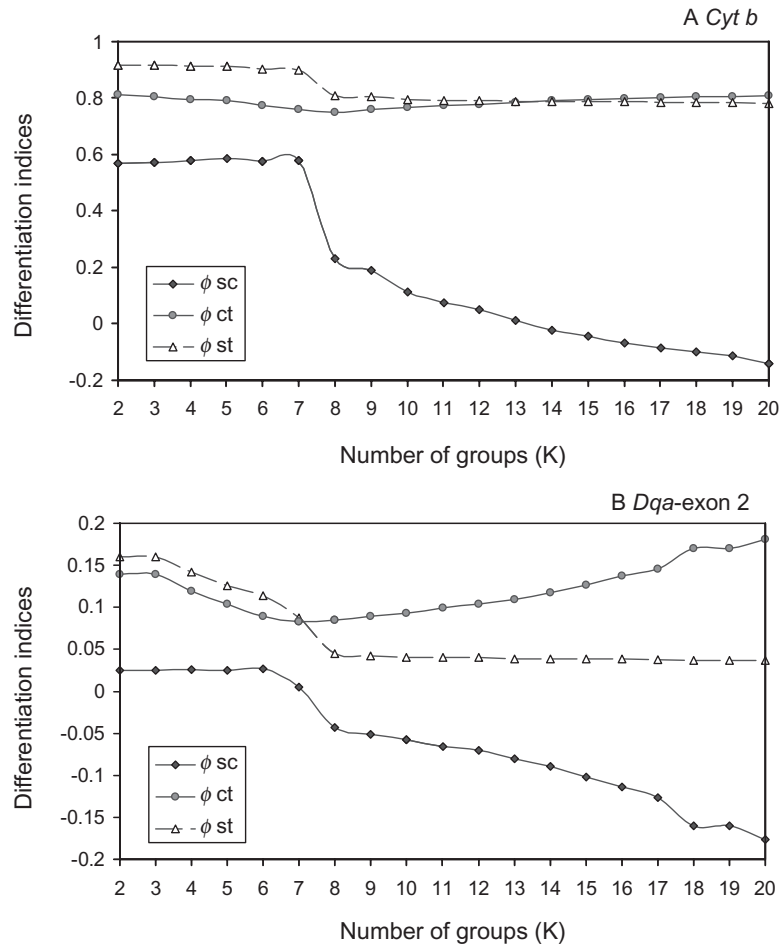 A Cyt b
Differentiation indices
1
0.8
0.6
0.4
0.2
0
-0.2
ϕ sc
ϕ ct
ϕ st
2 3 4 5 6 7 8 9 10 11 12 13 14 15 16 17 18 19 20
Number of groups (K)
B Dqa-exon 2
Differentiation indices
0.2
0.15
0.1
0.05
0
-0.05
-0.1
-0.15
-0.2
ϕ sc
ϕ ct
ϕ st
2 3 4 5 6 7 8 9 10 11 12 13 14 15 16 17 18 19 20
Number of groups (K)